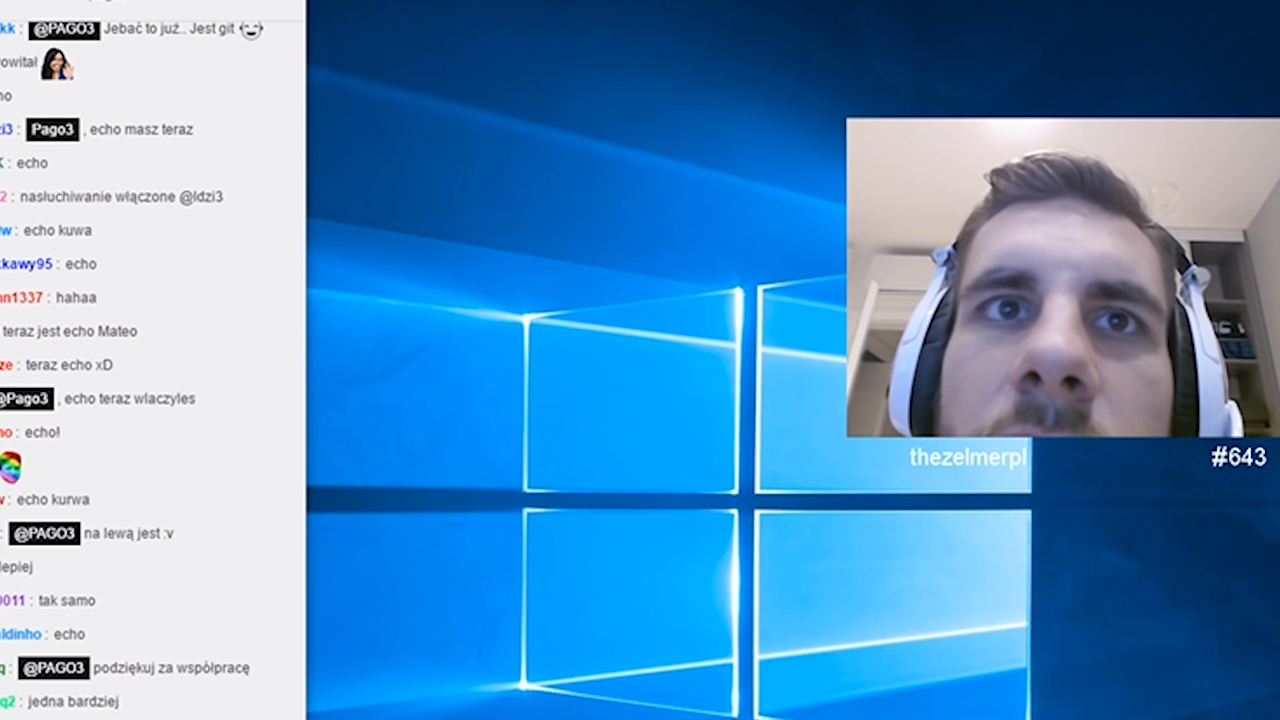 kk : @PAGO3 Jebać to już.. Jest git
owitał
no
zi3 : Pago3 , echo masz teraz
K : echo
2 : nasłuchiwanie włączone @Idzi3
w : echo kuwa
kawy95 : echo
nn1337 : hahaa
teraz jest echo Mateo
ze : teraz echo xD
@Pago3 , echo teraz wlaczyles
no : echo!
w : echo kurwa
: @PAGO3 na lewą jest :v
lepiej
0011 : tak samo
ldinho : echo
q : @PAGO3 podziękuj za współpracę
q2 : jedna bardziej
thezelmerpl
#643